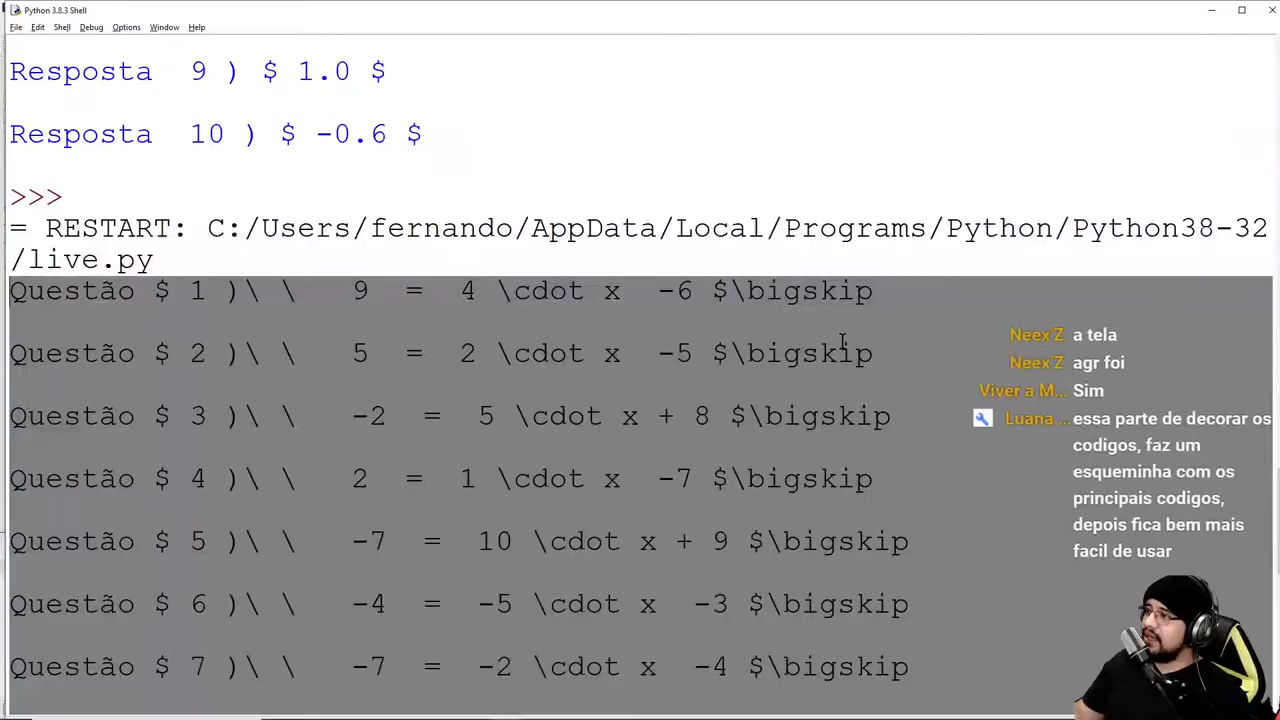 Python 3.8.3 Shell
File Edit Shell Debug Options Window Help
Resposta  9 ) $ 1.0 $
Resposta  10 ) $ -0.6 $
>>>
= RESTART: C:/Users/fernando/AppData/Local/Programs/Python/Python38-32
/live.py
Questão $ 1 )\ \   9  =  4 \cdot x  -6 $\bigskip
Questão $ 2 )\ \   5  =  2 \cdot x  -5 $\bigskip
Questão $ 3 )\ \   -2  =  5 \cdot x + 8 $\bigskip
Questão $ 4 )\ \   2  =  1 \cdot x  -7 $\bigskip
Questão $ 5 )\ \   -7  =  10 \cdot x + 9 $\bigskip
Questão $ 6 )\ \   -4  =  -5 \cdot x  -3 $\bigskip
Questão $ 7 )\ \   -7  =  -2 \cdot x  -4 $\bigskip
Neex Z a tela
Neex Z agr foi
Viver a M... Sim
Luana ... essa parte de decorar os
codigos, faz um
esqueminha com os
principais codigos,
depois fica bem mais
facil de usar